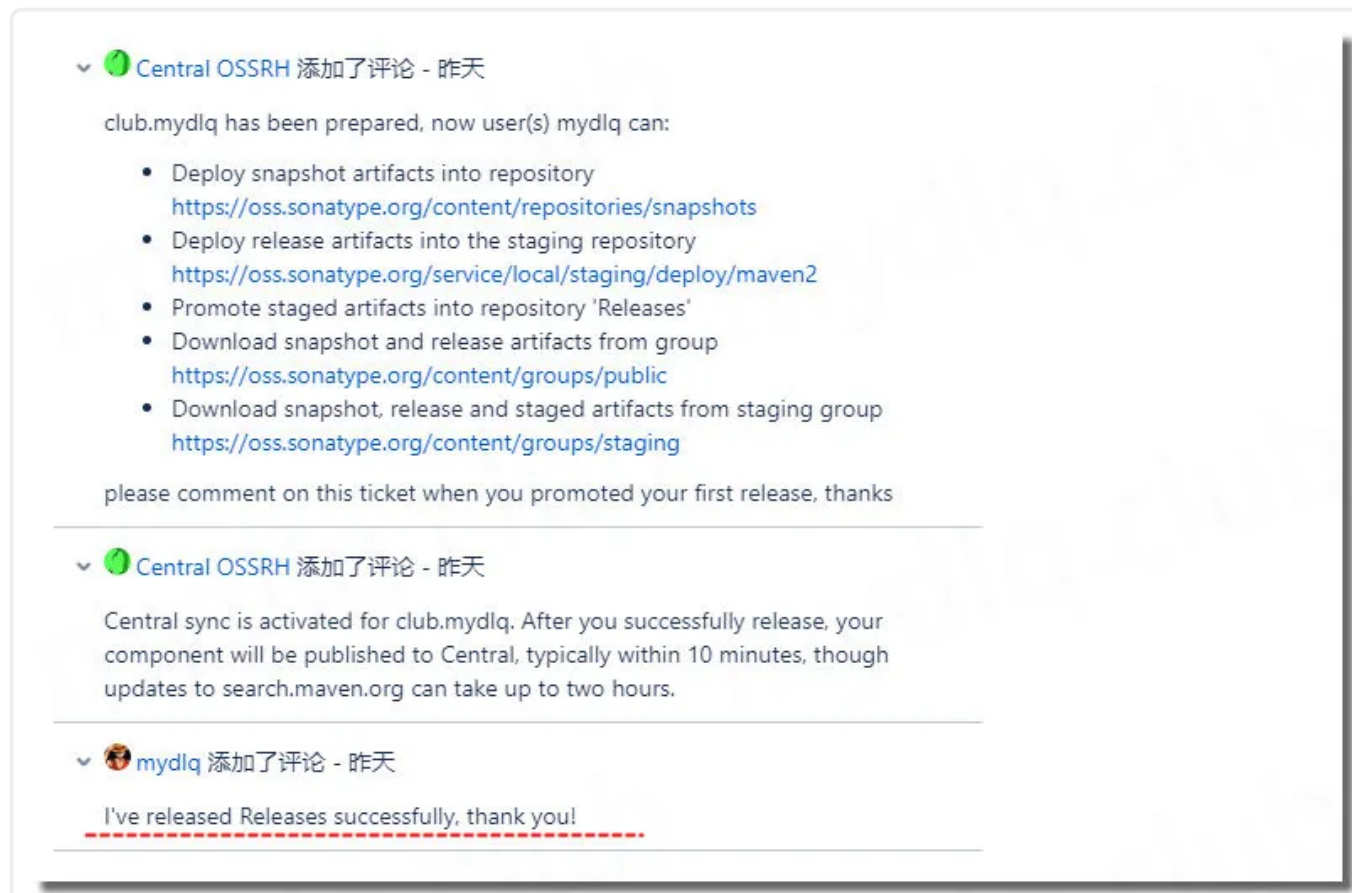 Central OSSRH 添加了评论 - 昨天
club.mydlq has been prepared, now user(s) mydlq can:
• Deploy snapshot artifacts into repository
https://oss.sonatype.org/content/repositories/snapshots
• Deploy release artifacts into the staging repository
https://oss.sonatype.org/service/local/staging/deploy/maven2
• Promote staged artifacts into repository 'Releases'
• Download snapshot and release artifacts from group
https://oss.sonatype.org/content/groups/public
• Download snapshot, release and staged artifacts from staging group
https://oss.sonatype.org/content/groups/staging
please comment on this ticket when you promoted your first release, thanks
Central OSSRH 添加了评论 - 昨天
Central sync is activated for club.mydlq. After you successfully release, your
component will be published to Central, typically within 10 minutes, though
updates to search.maven.org can take up to two hours.
mydlq 添加了评论 - 昨天
I've released Releases successfully, thank you!